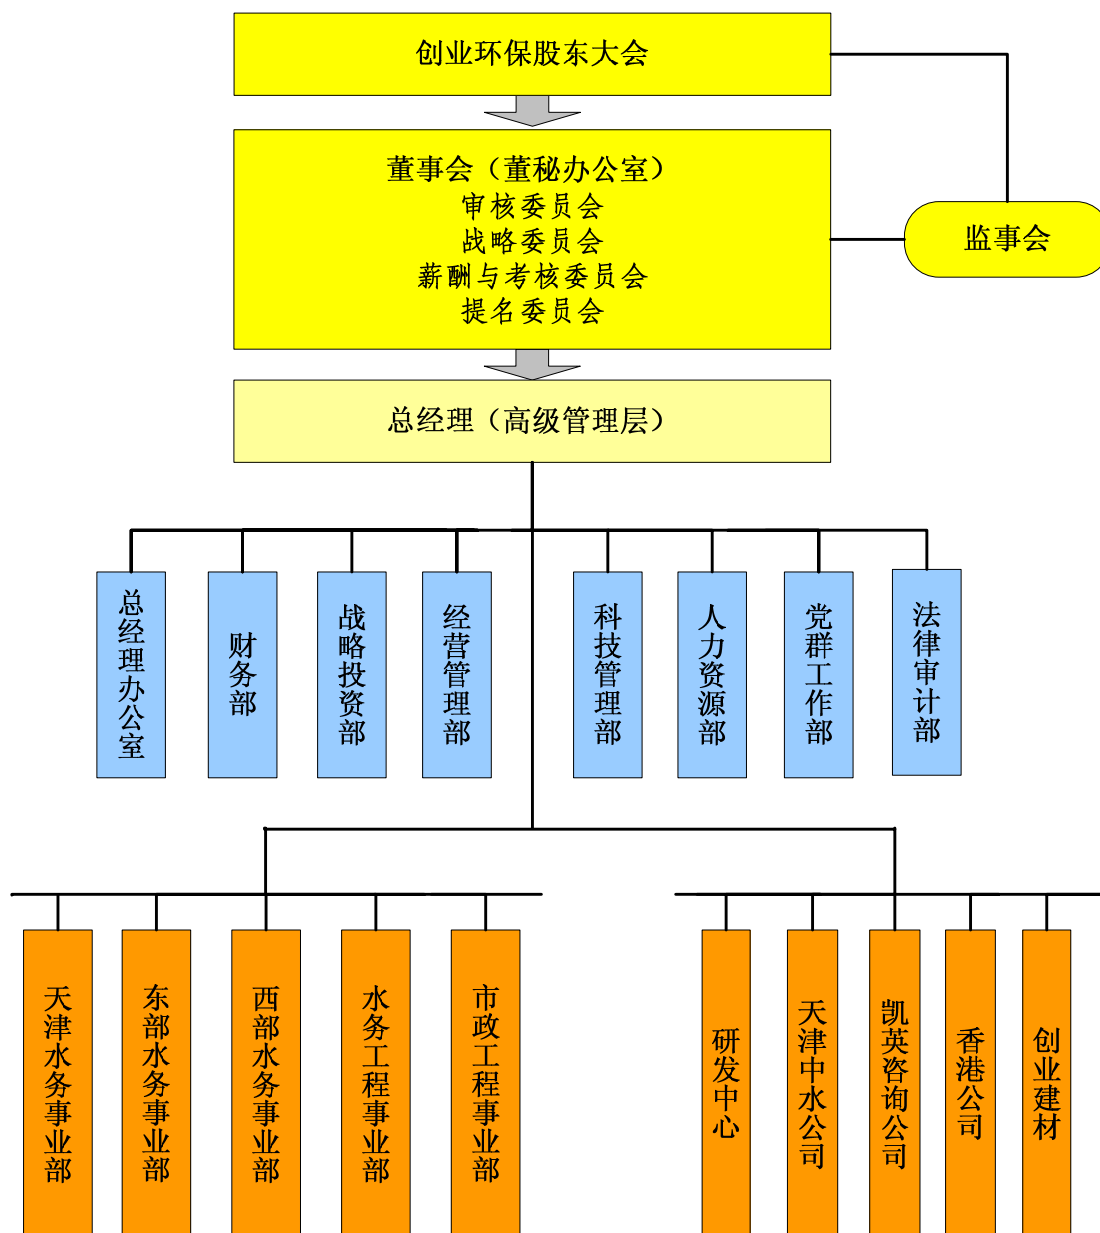 创业环保股东大会
董事会（董秘办公室）
审核委员会
战略委员会
薪酬与考核委员会
提名委员会
监事会
总经理（高级管理层）
总经理办公室
财务部
战略投资部
经营管理部
科技管理部
人力资源部
党群工作部
法律审计部
天津水务事业部
东部水务事业部
西部水务事业部
水务工程事业部
市政工程事业部
研发中心
天津中水公司
凯英咨询公司
香港公司
创业建材